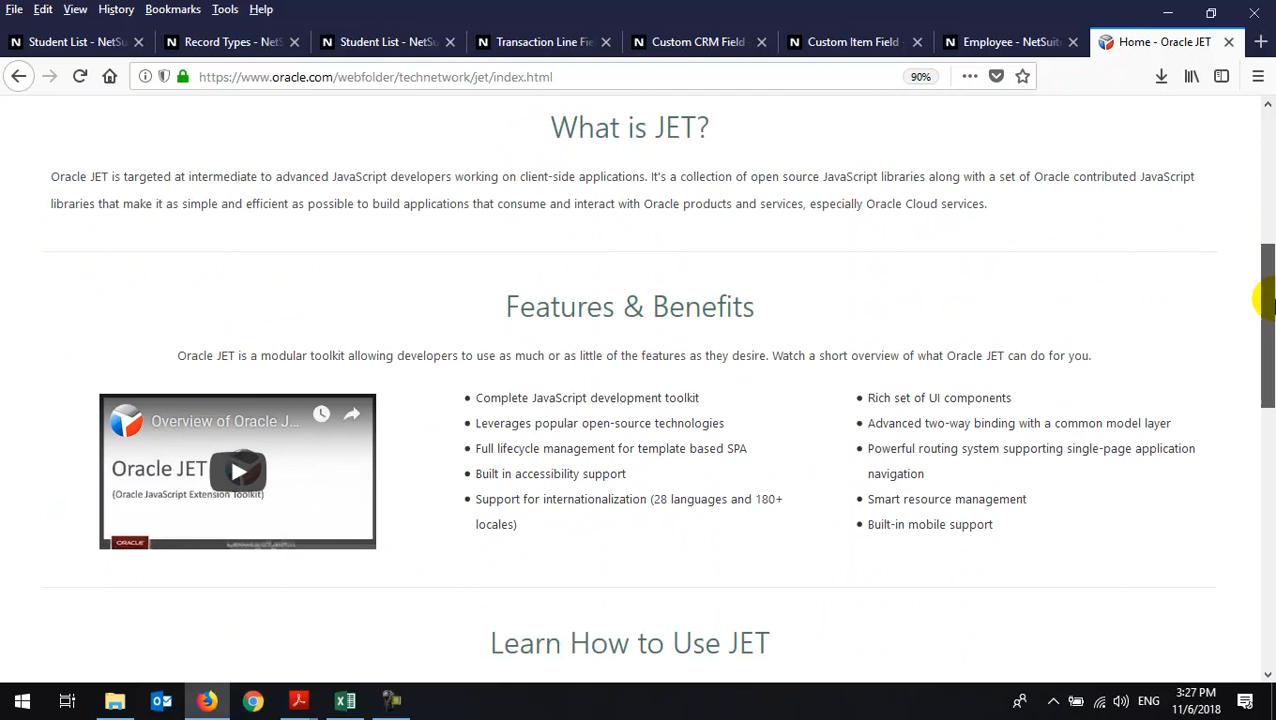 File Edit View History Bookmarks Tools Help
Student List - NetSu Record Types - NetS Student List - NetSu Transaction Line F Custom CRM Field - Custom Item Field - Employee - NetSuit Home - Oracle JET
https://www.oracle.com/webfolder/technetwork/jet/index.html 90%
What is JET?
Oracle JET is targeted at intermediate to advanced JavaScript developers working on client-side applications. It's a collection of open source JavaScript libraries along with a set of Oracle contributed JavaScript
libraries that make it as simple and efficient as possible to build applications that consume and interact with Oracle products and services, especially Oracle Cloud services.
Features & Benefits
Oracle JET is a modular toolkit allowing developers to use as much or as little of the features as they desire. Watch a short overview of what Oracle JET can do for you.
Overview of Oracle J...
Oracle JET
(Oracle JavaScript Extension Toolkit)
ORACLE
Complete JavaScript development toolkit
Leverages popular open-source technologies
Full lifecycle management for template based SPA
Built in accessibility support
Support for internationalization (28 languages and 180+
locales)
Rich set of UI components
Advanced two-way binding with a common model layer
Powerful routing system supporting single-page application
navigation
Smart resource management
Built-in mobile support
Learn How to Use JET
ENG
3:27 PM
11/6/2018